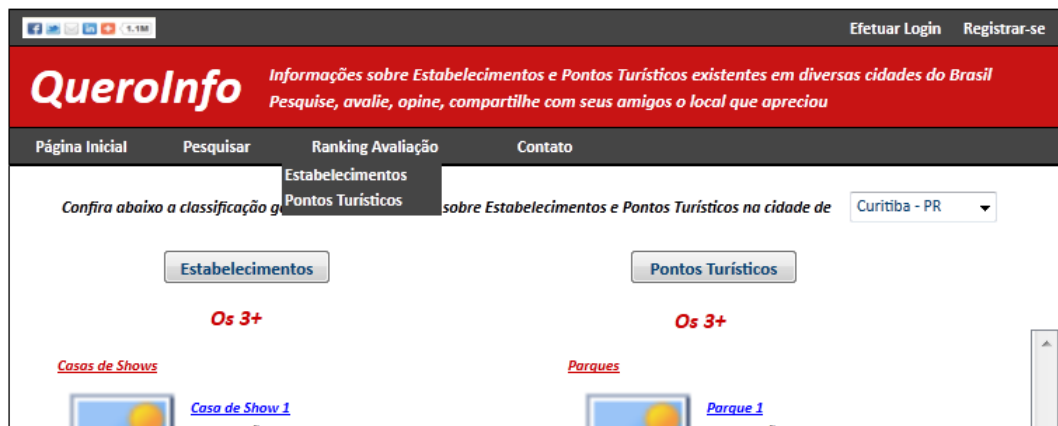 1.1M
Efetuar Login Registrar-se
QueroInfo
Informações sobre Estabelecimentos e Pontos Turísticos existentes em diversas cidades do Brasil
Pesquise, avalie, opine, compartilhe com seus amigos o local que apreciou
Página Inicial Pesquisar Ranking Avaliação Contato
Estabelecimentos
Pontos Turísticos
Confira abaixo a classificação sobre Estabelecimentos e Pontos Turísticos na cidade de Curitiba - PR
Estabelecimentos Pontos Turísticos
Os 3+ Os 3+
Casas de Shows Parques
Casa de Show 1 Parque 1